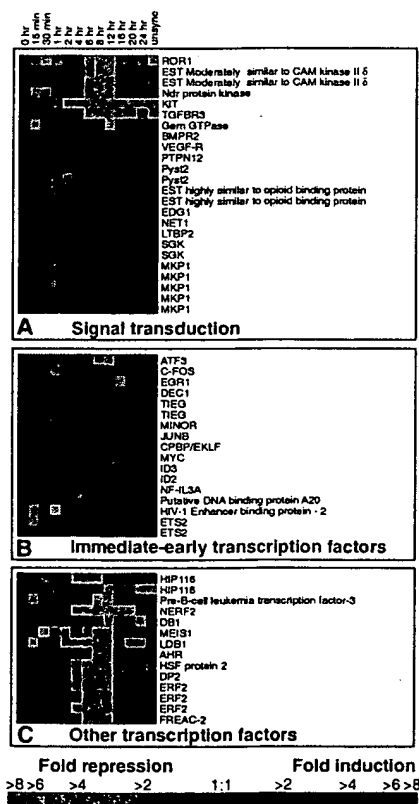 0 hr
15 min
30 min
1 hr
2 hr
4 hr
6 hr
8 hr
12 hr
16 hr
20 hr
24 hr
unsync
ROR1
EST Moderately similar to CAM kinase II δ
EST Moderately similar to CAM kinase II δ
Ndr protein kinase
KIT
TGFBR3
Gem GTPase
BMPR2
VEGF-R
PTPN12
Pyst2
Pyst2
EST highly similar to opioid binding protein
EST highly similar to opioid binding protein
EDG1
NET1
LTBP2
SGK
SGK
MKP1
MKP1
MKP1
MKP1
MKP1
A Signal transduction
ATF3
C-FOS
EGR1
DEC1
TIEG
TIEG
MINOR
JUNB
CPBP/EKLF
MYC
ID3
ID2
NF-IL3A
Putative DNA binding protein A20
HIV-1 Enhancer binding protein - 2
ETS2
ETS2
B Immediate-early transcription factors
HIP116
HIP116
Pre-B-cell leukemia transcription factor-3
NERF2
DB1
MEIS1
LDB1
AHR
HSF protein 2
DP2
ERF2
ERF2
ERF2
FREAC-2
C Other transcription factors
Fold repression Fold induction
>8 >6 >4 >2 1:1 >2 >4 >6 >8